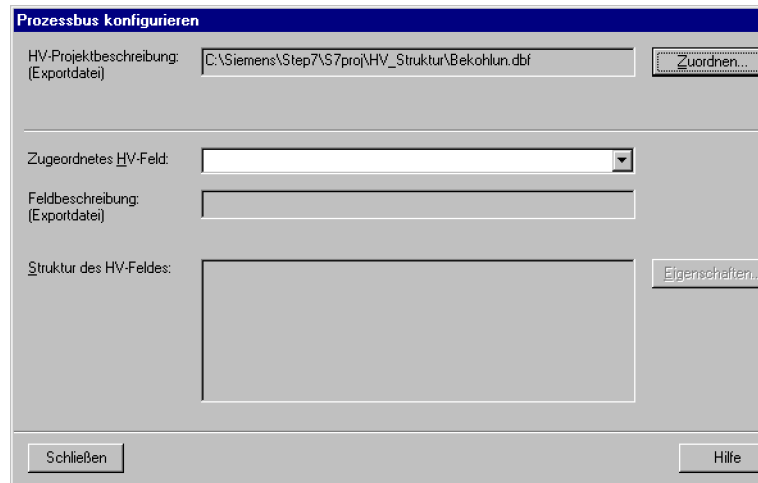 Prozessbus konfigurieren
HV-Projektbeschreibung:
(Exportdatei)
C:\Siemens\Step7\S7proj\HV_Struktur\Bekohlun.dbf
Zuordnen...
Zugeordnetes HV-Feld:
Feldbeschreibung:
(Exportdatei)
Struktur des HV-Feldes:
Eigenschaften..
Schließen
Hilfe